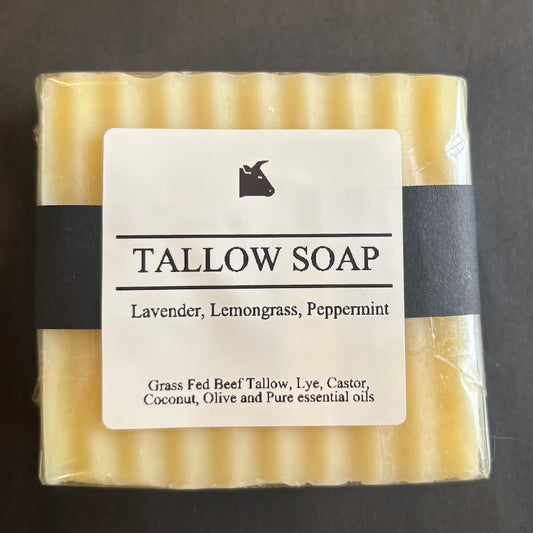 TALLOW SOAP
Lavender, Lemongrass, Peppermint
Grass Fed Beef Tallow, Lye, Castor,
Coconut, Olive and Pure essential oils